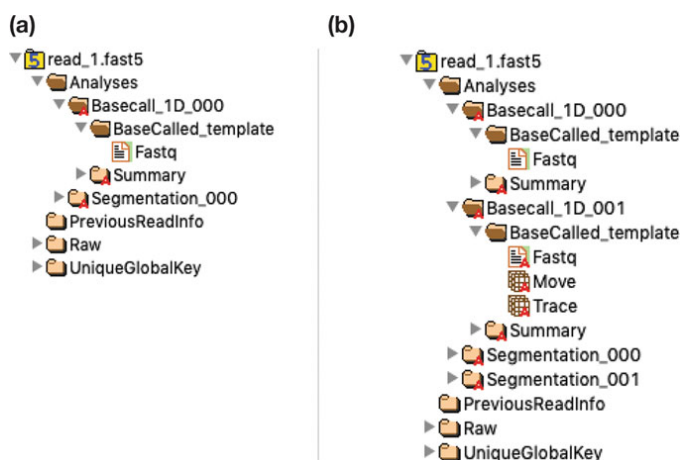 (a)
read_1.fast5
Analyses
Basecall_1D_000
BaseCalled_template
Fastq
Summary
Segmentation_000
PreviousReadInfo
Raw
UniqueGlobalKey
(b)
read_1.fast5
Analyses
Basecall_1D_000
BaseCalled_template
Fastq
Summary
Basecall_1D_001
BaseCalled_template
Fastq
Move
Trace
Summary
Segmentation_000
Segmentation_001
PreviousReadInfo
Raw
UniqueGlobalKey